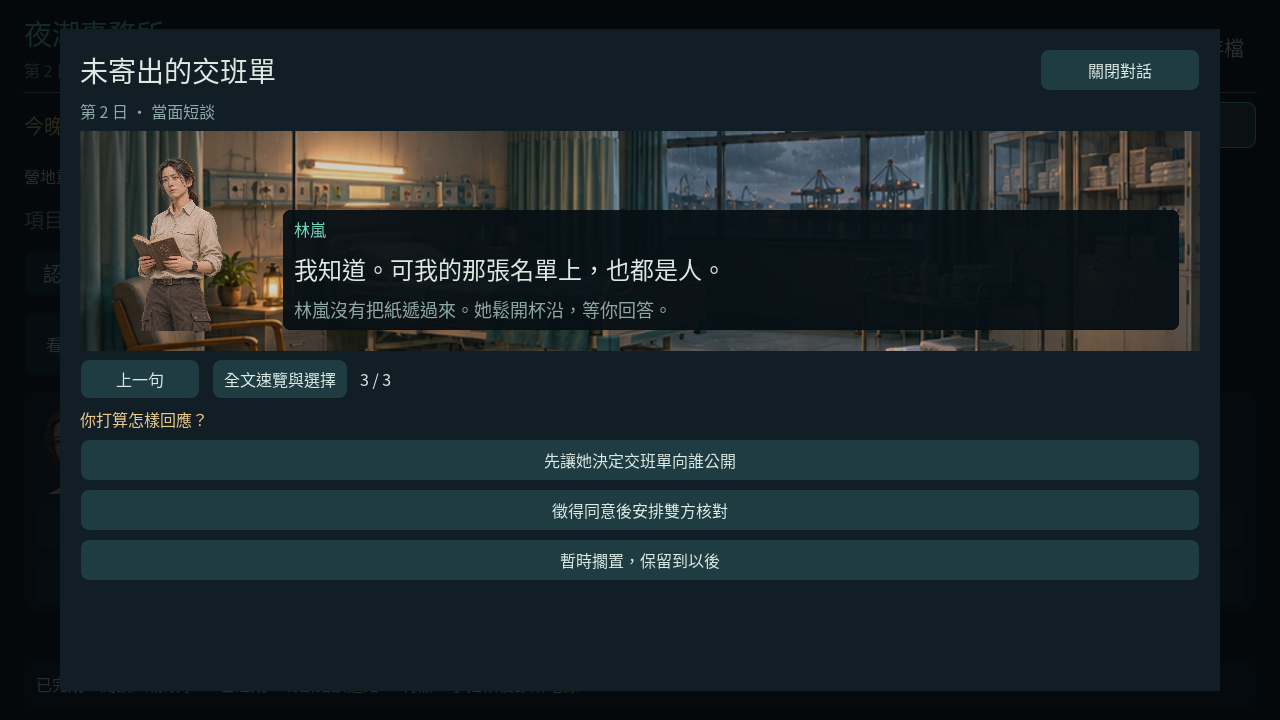 未寄出的交班單
關閉對話
第 2 日 · 當面短談
林嵐
我知道。可我的那張名單上，也都是人。
林嵐沒有把紙遞過來。她鬆開杯沿，等你回答。
上一句
全文速覽與選擇
3 / 3
你打算怎樣回應？
先讓她決定交班單向誰公開
徵得同意後安排雙方核對
暫時擱置，保留到以後